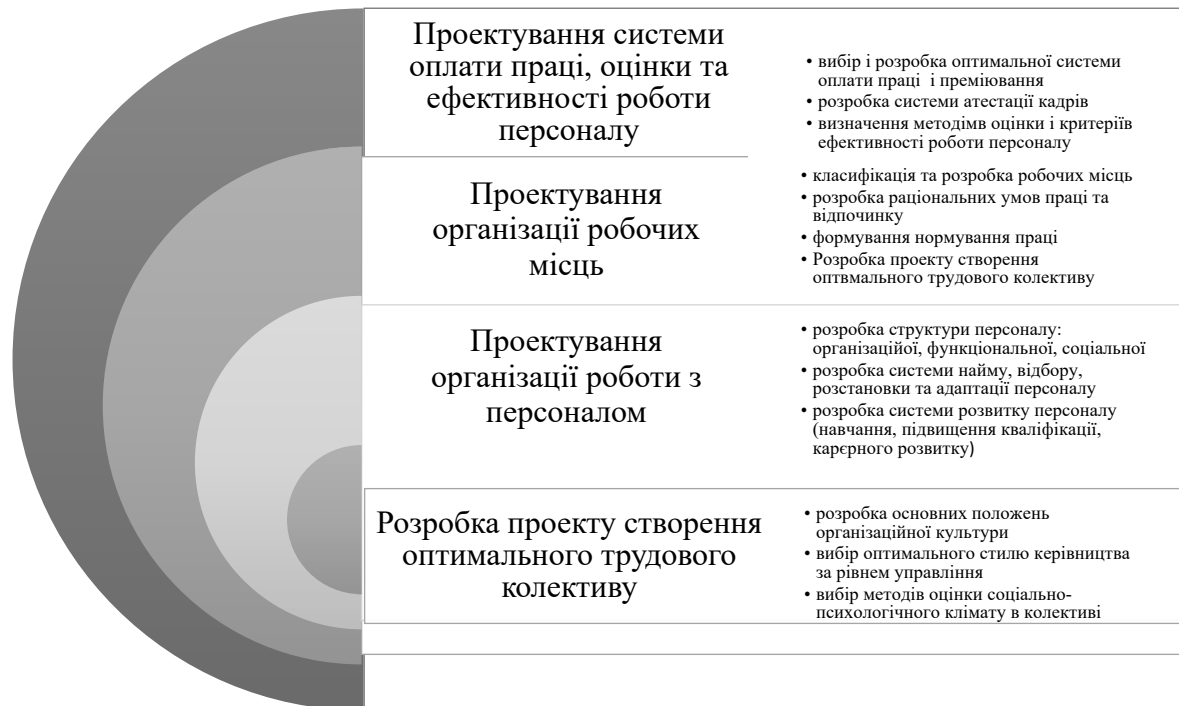 Проектування системи
оплати праці, оцінки та
ефективності роботи
персоналу
• вибір і розробка оптимальної системи
оплати праці і преміювання
• розробка системи атестації кадрів
• визначення методімв оцінки і критеріїв
ефективності роботи персоналу
Проектування
організації робочих
місць
• класифікація та розробка робочих місць
• розробка раціональних умов праці та
відпочинку
• формування нормування праці
• Розробка проекту створення
оптвмального трудового колективу
Проектування
організації роботи з
персоналом
• розробка структури персоналу:
організаційої, функціональної, соціальної
• розробка системи найму, відбору,
розстановки та адаптації персоналу
• розробка системи розвитку персоналу
(навчання, підвищення кваліфікації,
карєрного розвитку)
Розробка проекту створення
оптимального трудового
колективу
• розробка основних положень
організаційної культури
• вибір оптимального стилю керівництва
за рівнем управління
• вибір методів оцінки соціально-
психологічного клімату в колективі